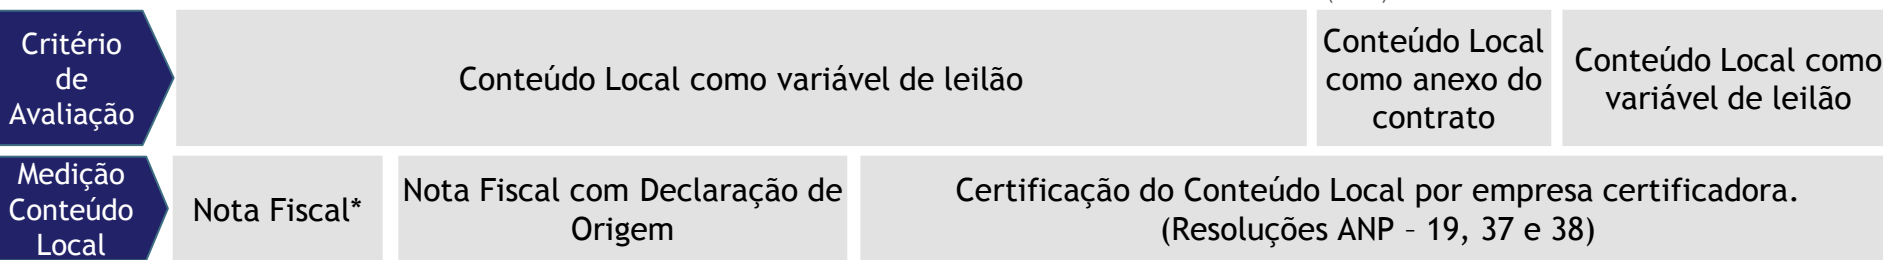 Critério
de
Avaliação
Conteúdo Local como variável de leilão
Conteúdo Local
como anexo do
contrato
Conteúdo Local como
variável de leilão
Medição
Conteúdo
Local
Nota Fiscal*
Nota Fiscal com Declaração de
Origem
Certificação do Conteúdo Local por empresa certificadora.
(Resoluções ANP – 19, 37 e 38)